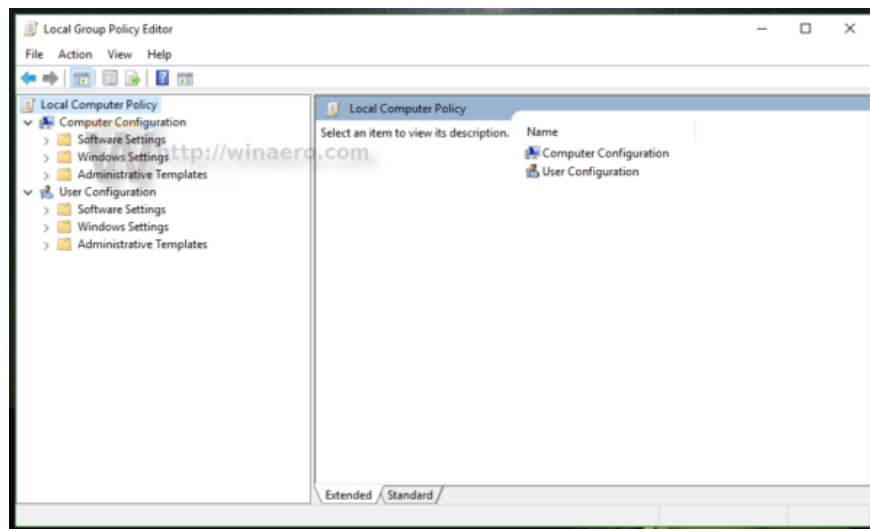 Local Group Policy Editor
File Action View Help
Local Computer Policy
Computer Configuration
Software Settings
Windows Settings
Administrative Templates
User Configuration
Software Settings
Windows Settings
Administrative Templates
http://winaero.com
Local Computer Policy
Select an item to view its description.
Name
Computer Configuration
User Configuration
Extended Standard